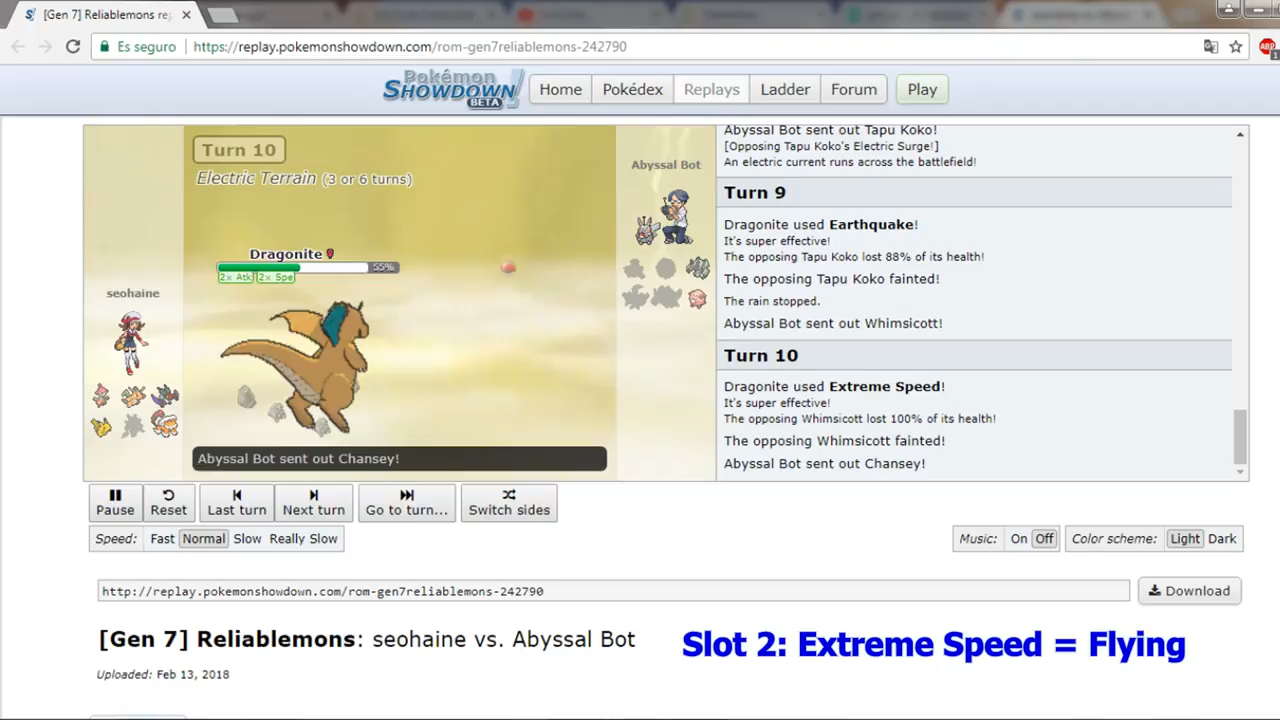 [Gen 7] Reliablemons re
Es seguro
https://replay.pokemonshowdown.com/rom-gen7reliablemons-242790
ABP
1
Pokémon
SHOWDOWN!
BETA
Home
Pokédex
Replays
Ladder
Forum
Play
Turn 10
Electric Terrain (3 or 6 turns)
Dragonite
55%
2× Atk
2× Spe
seohaine
Abyssal Bot
Abyssal Bot sent out Chansey!
Abyssal Bot sent out Tapu Koko!
[Opposing Tapu Koko's Electric Surge!]
An electric current runs across the battlefield!
Turn 9
Dragonite used Earthquake!
It's super effective!
The opposing Tapu Koko lost 88% of its health!
The opposing Tapu Koko fainted!
The rain stopped.
Abyssal Bot sent out Whimsicott!
Turn 10
Dragonite used Extreme Speed!
It's super effective!
The opposing Whimsicott lost 100% of its health!
The opposing Whimsicott fainted!
Abyssal Bot sent out Chansey!
Pause
Reset
Last turn
Next turn
Go to turn...
Switch sides
Speed: Fast Normal Slow Really Slow
Music: On Off
Color scheme: Light Dark
http://replay.pokemonshowdown.com/rom-gen7reliablemons-242790
Download
[Gen 7] Reliablemons: seohaine vs. Abyssal Bot
Slot 2: Extreme Speed = Flying
Uploaded: Feb 13, 2018